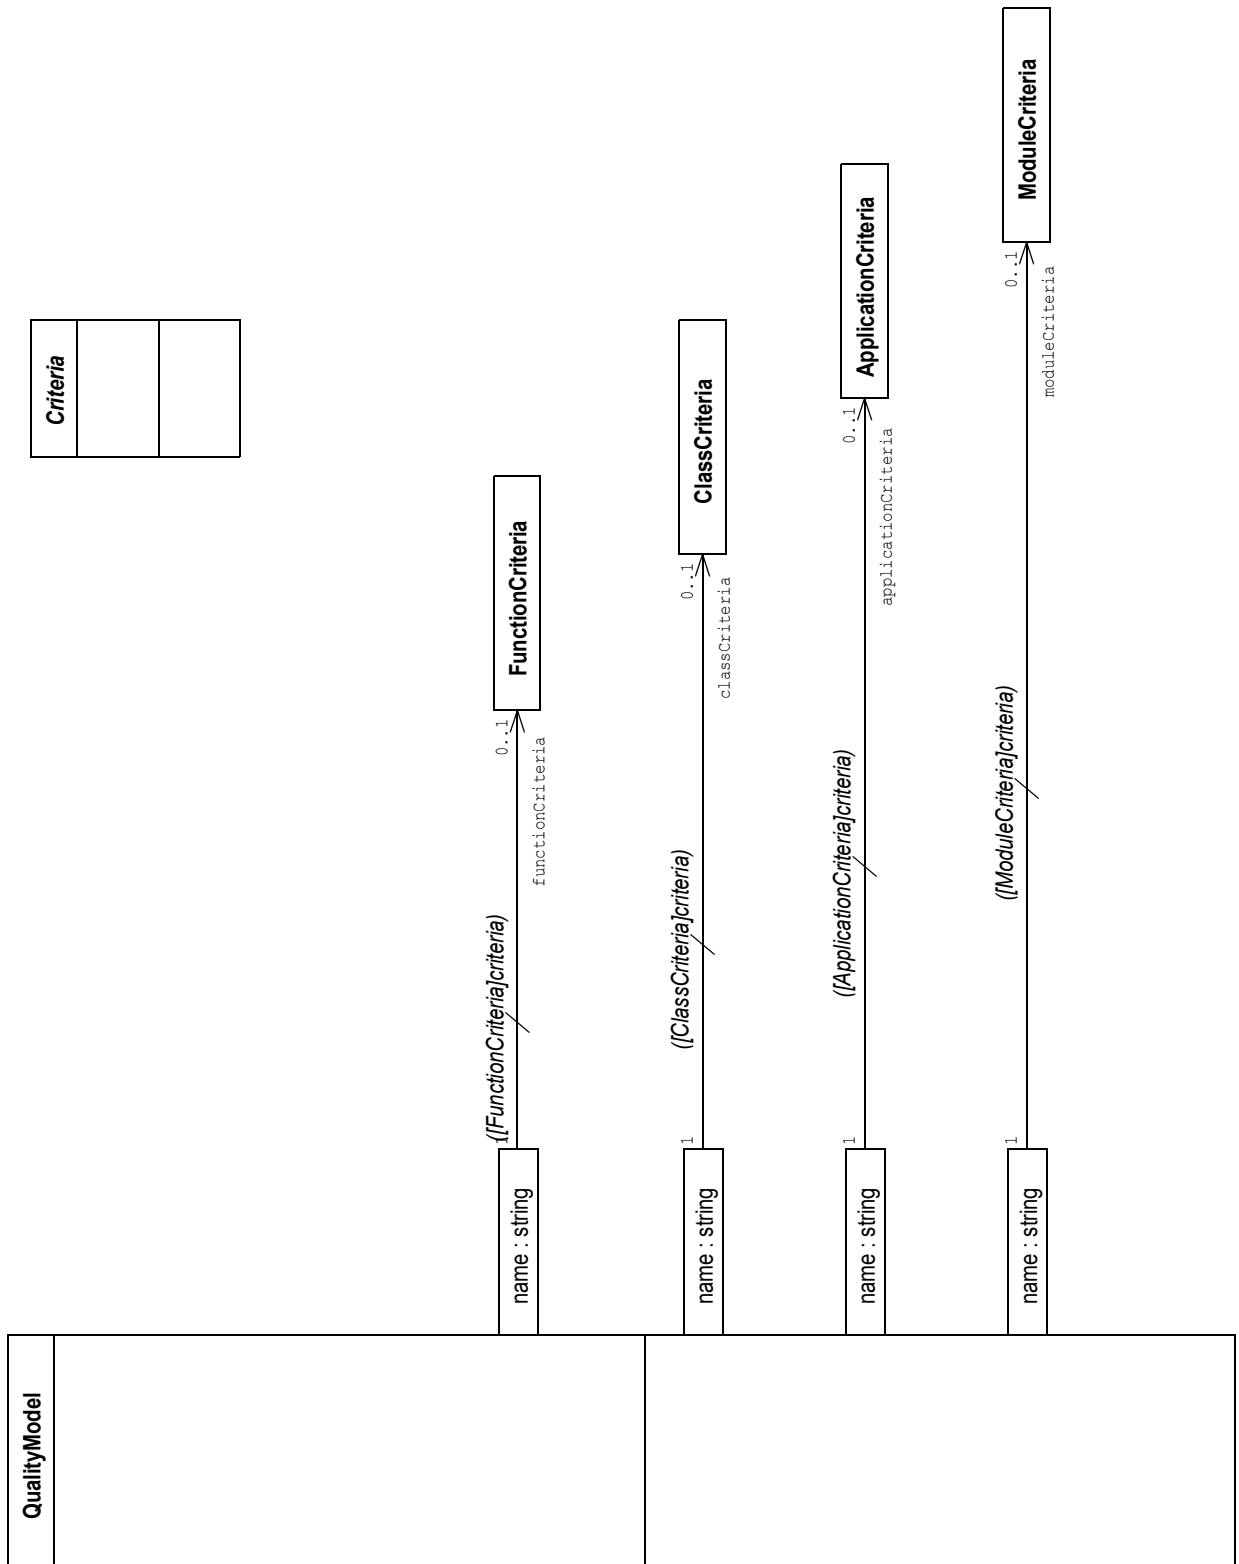 QualityModel
name : string
1
([FunctionCriteria]criteria)
functionCriteria
0..1
FunctionCriteria
name : string
1
([ClassCriteria]criteria)
classCriteria
0..1
ClassCriteria
name : string
1
([ApplicationCriteria]criteria)
applicationCriteria
0..1
ApplicationCriteria
name : string
1
([ModuleCriteria]criteria)
moduleCriteria
0..1
ModuleCriteria
Criteria